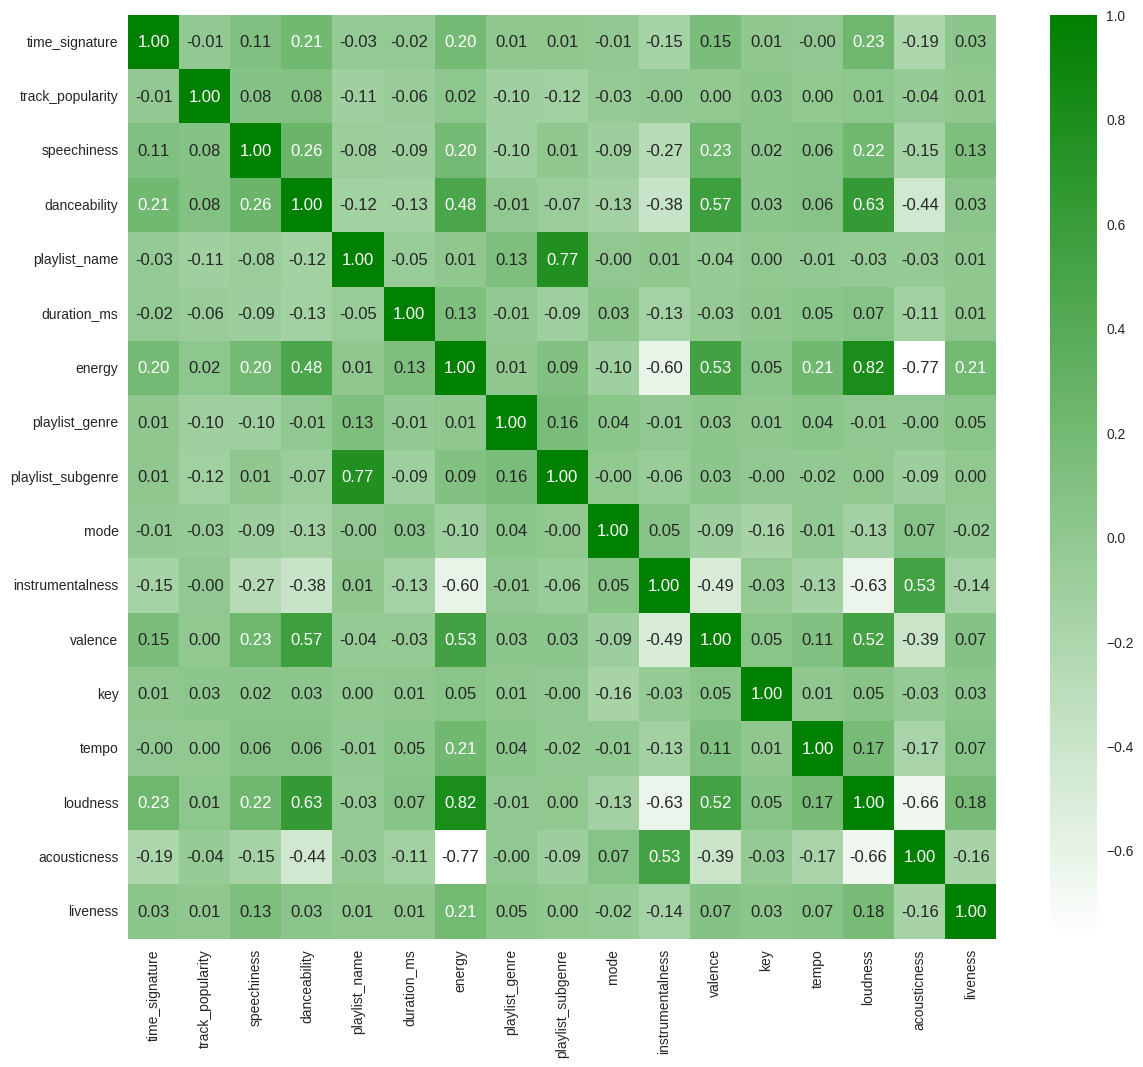 time_signature 1.00 -0.01 0.11 0.21 -0.03 -0.02 0.20 0.01 0.01 -0.01 -0.15 0.15 0.01 -0.00 0.23 -0.19 0.03
track_popularity -0.01 1.00 0.08 0.08 -0.11 -0.06 0.02 -0.10 -0.12 -0.03 -0.00 0.00 0.03 0.00 0.01 -0.04 0.01
speechiness 0.11 0.08 1.00 0.26 -0.08 -0.09 0.20 -0.10 0.01 -0.09 -0.27 0.23 0.02 0.06 0.22 -0.15 0.13
danceability 0.21 0.08 0.26 1.00 -0.12 -0.13 0.48 -0.01 -0.07 -0.13 -0.38 0.57 0.03 0.06 0.63 -0.44 0.03
playlist_name -0.03 -0.11 -0.08 -0.12 1.00 -0.05 0.01 0.13 0.77 -0.00 0.01 -0.04 0.00 -0.01 -0.03 -0.03 0.01
duration_ms -0.02 -0.06 -0.09 -0.13 -0.05 1.00 0.13 -0.01 -0.09 0.03 -0.13 -0.03 0.01 0.05 0.07 -0.11 0.01
energy 0.20 0.02 0.20 0.48 0.01 0.13 1.00 0.01 0.09 -0.10 -0.60 0.53 0.05 0.21 0.82 -0.77 0.21
playlist_genre 0.01 -0.10 -0.10 -0.01 0.13 -0.01 0.01 1.00 0.16 0.04 -0.01 0.03 0.01 0.04 -0.01 -0.00 0.05
playlist_subgenre 0.01 -0.12 0.01 -0.07 0.77 -0.09 0.09 0.16 1.00 -0.00 -0.06 0.03 -0.00 -0.02 0.00 -0.09 0.00
mode -0.01 -0.03 -0.09 -0.13 -0.00 0.03 -0.10 0.04 -0.00 1.00 0.05 -0.09 -0.16 -0.01 -0.13 0.07 -0.02
instrumentalness -0.15 -0.00 -0.27 -0.38 0.01 -0.13 -0.60 -0.01 -0.06 0.05 1.00 -0.49 -0.03 -0.13 -0.63 0.53 -0.14
valence 0.15 0.00 0.23 0.57 -0.04 -0.03 0.53 0.03 0.03 -0.09 -0.49 1.00 0.05 0.11 0.52 -0.39 0.07
key 0.01 0.03 0.02 0.03 0.00 0.01 0.05 0.01 -0.00 -0.16 -0.03 0.05 1.00 0.01 0.05 -0.03 0.03
tempo -0.00 0.00 0.06 0.06 -0.01 0.05 0.21 0.04 -0.02 -0.01 -0.13 0.11 0.01 1.00 0.17 -0.17 0.07
loudness 0.23 0.01 0.22 0.63 -0.03 0.07 0.82 -0.01 0.00 -0.13 -0.63 0.52 0.05 0.17 1.00 -0.66 0.18
acousticness -0.19 -0.04 -0.15 -0.44 -0.03 -0.11 -0.77 -0.00 -0.09 0.07 0.53 -0.39 -0.03 -0.17 -0.66 1.00 -0.16
liveness 0.03 0.01 0.13 0.03 0.01 0.01 0.21 0.05 0.00 -0.02 -0.14 0.07 0.03 0.07 0.18 -0.16 1.00
time_signature
track_popularity
speechiness
danceability
playlist_name
duration_ms
energy
playlist_genre
playlist_subgenre
mode
instrumentalness
valence
key
tempo
loudness
acousticness
liveness
1.0
0.8
0.6
0.4
0.2
0.0
−0.2
−0.4
−0.6